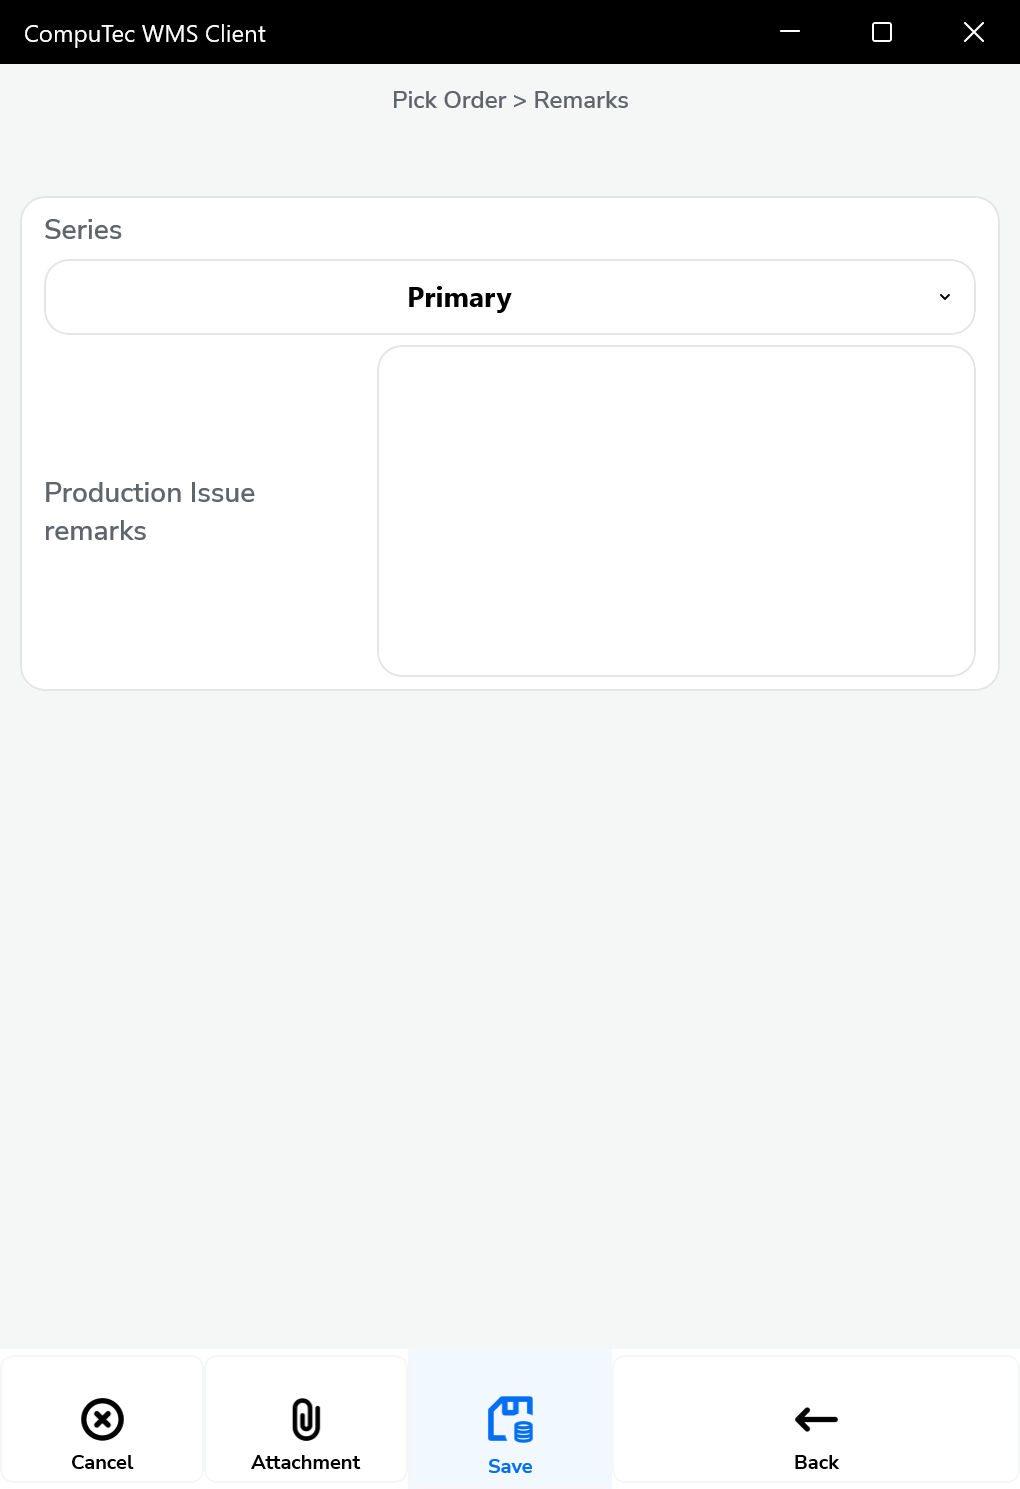 CompuTec WMS Client
Pick Order > Remarks
Series
Primary
Production Issue
remarks
Cancel
Attachment
Save
Back